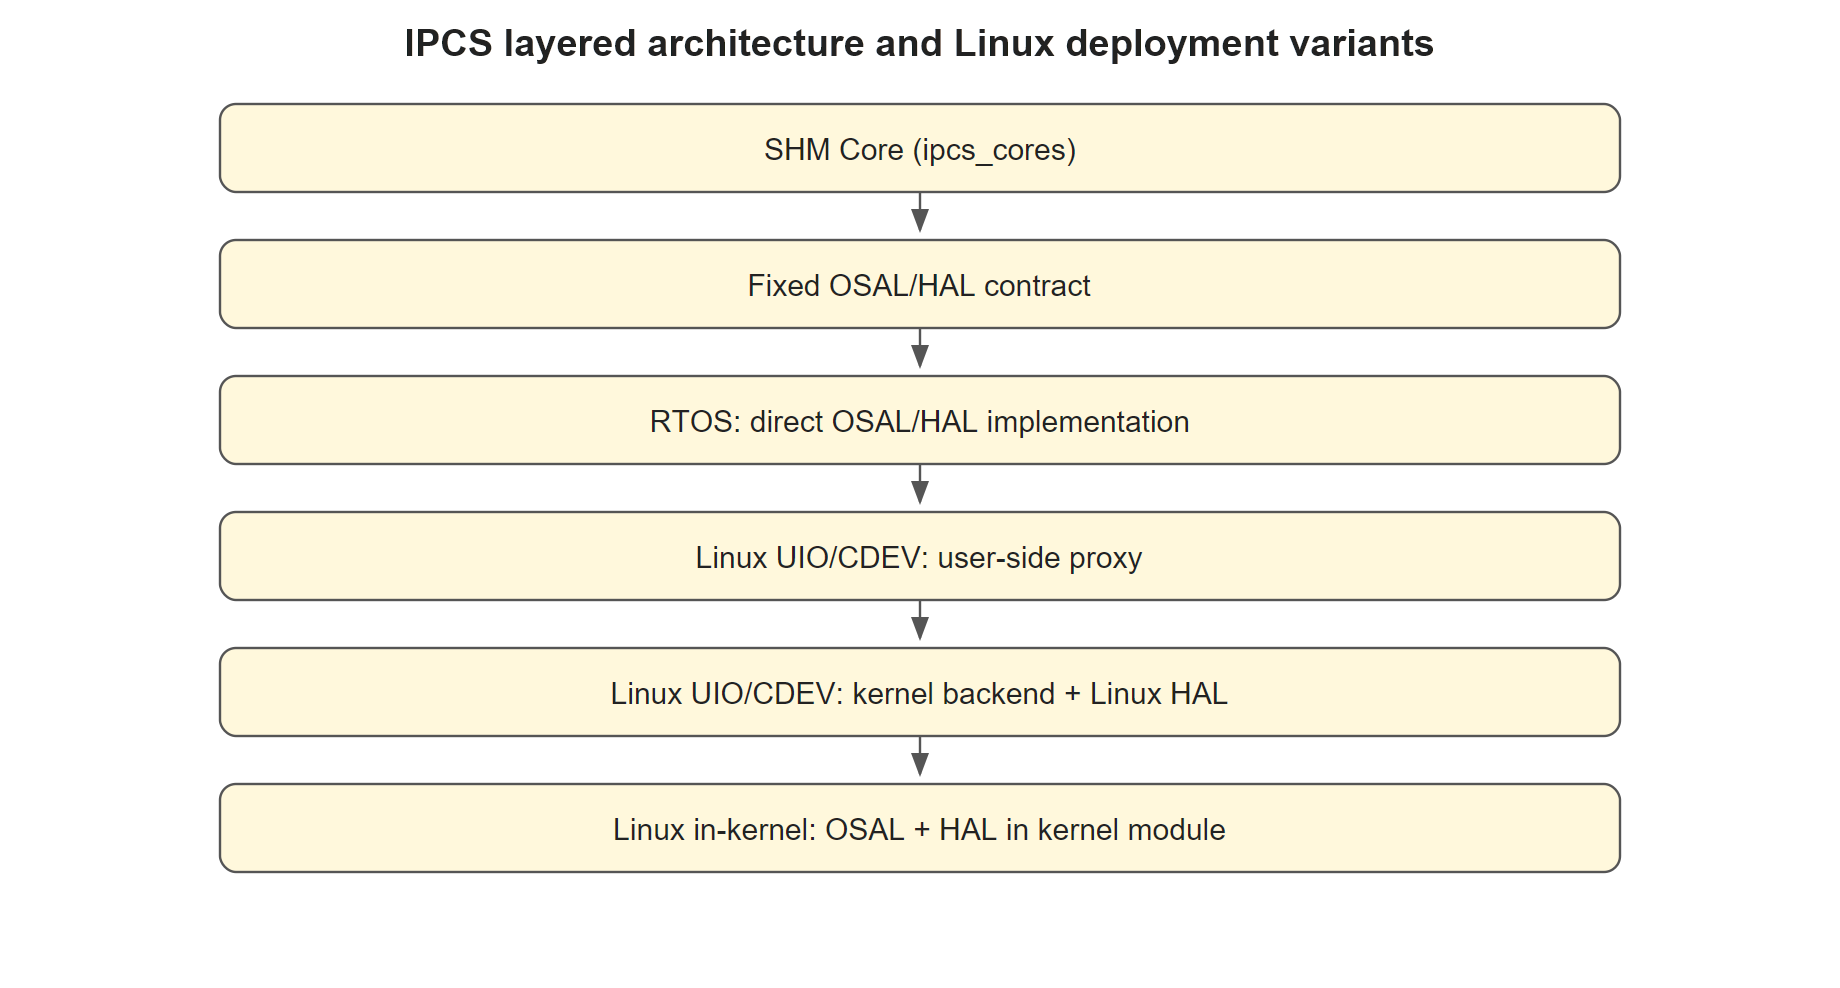 IPCS layered architecture and Linux deployment variants
SHM Core (ipcs_cores)
Fixed OSAL/HAL contract
RTOS: direct OSAL/HAL implementation
Linux UIO/CDEV: user-side proxy
Linux UIO/CDEV: kernel backend + Linux HAL
Linux in-kernel: OSAL + HAL in kernel module